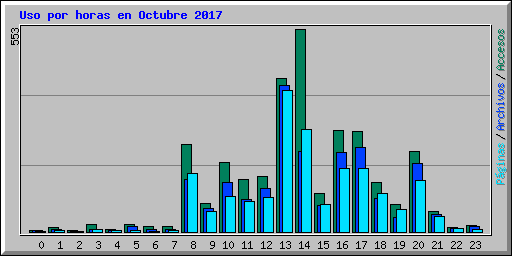 Uso por horas en Octubre 2017
553
Páginas / Archivos / Accesos
0 1 2 3 4 5 6 7 8 9 10 11 12 13 14 15 16 17 18 19 20 21 22 23